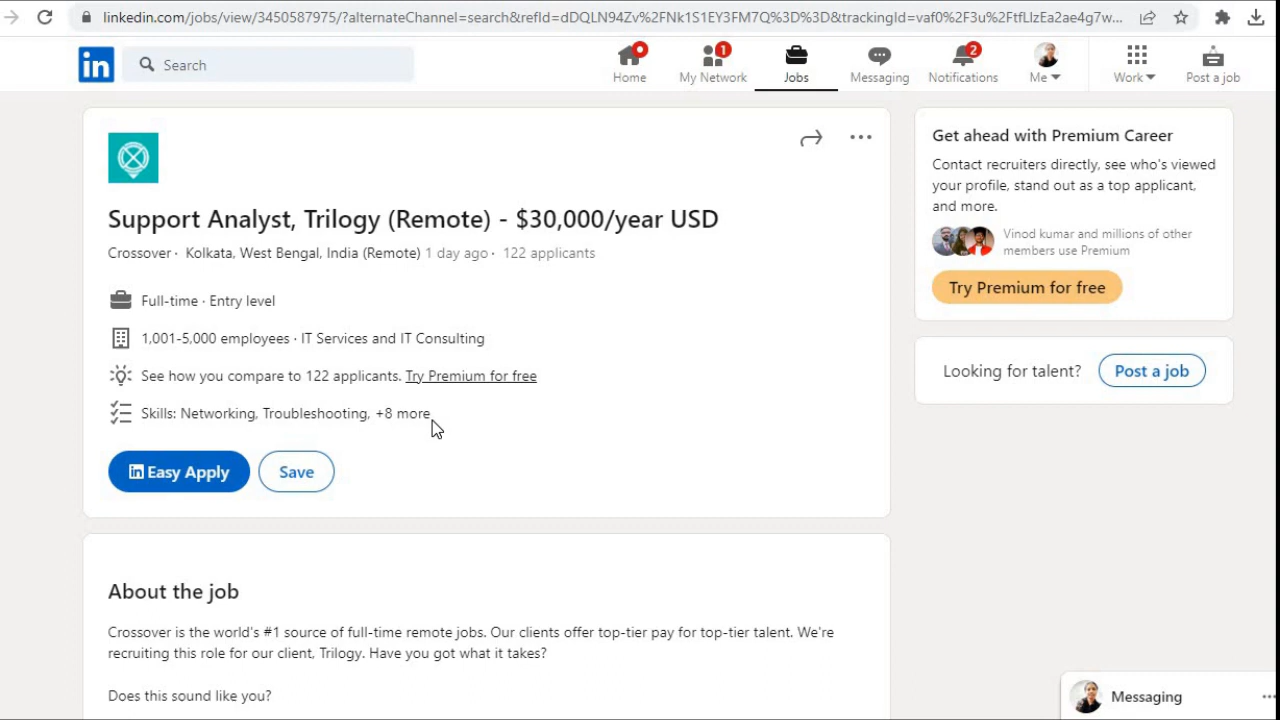 linkedin.com/jobs/view/3450587975/?alternateChannel=search&refId=dDQLN94Zv%2FNk1S1EY3FM7Q%3D%3D&trackingId=vaf0%2F3u%2FtfLlzEa2ae4g7w...
in
Search
Home
1
My Network
Jobs
Messaging
2
Notifications
Me
Work
Post a job
Support Analyst, Trilogy (Remote) - $30,000/year USD
Crossover · Kolkata, West Bengal, India (Remote) 1 day ago · 122 applicants
Full-time · Entry level
1,001-5,000 employees · IT Services and IT Consulting
See how you compare to 122 applicants. Try Premium for free
Skills: Networking, Troubleshooting, +8 more
in Easy Apply
Save
About the job
Crossover is the world's #1 source of full-time remote jobs. Our clients offer top-tier pay for top-tier talent. We're
recruiting this role for our client, Trilogy. Have you got what it takes?
Does this sound like you?
Get ahead with Premium Career
Contact recruiters directly, see who's viewed
your profile, stand out as a top applicant,
and more.
Vinod kumar and millions of other
members use Premium
Try Premium for free
Looking for talent?
Post a job
Messaging